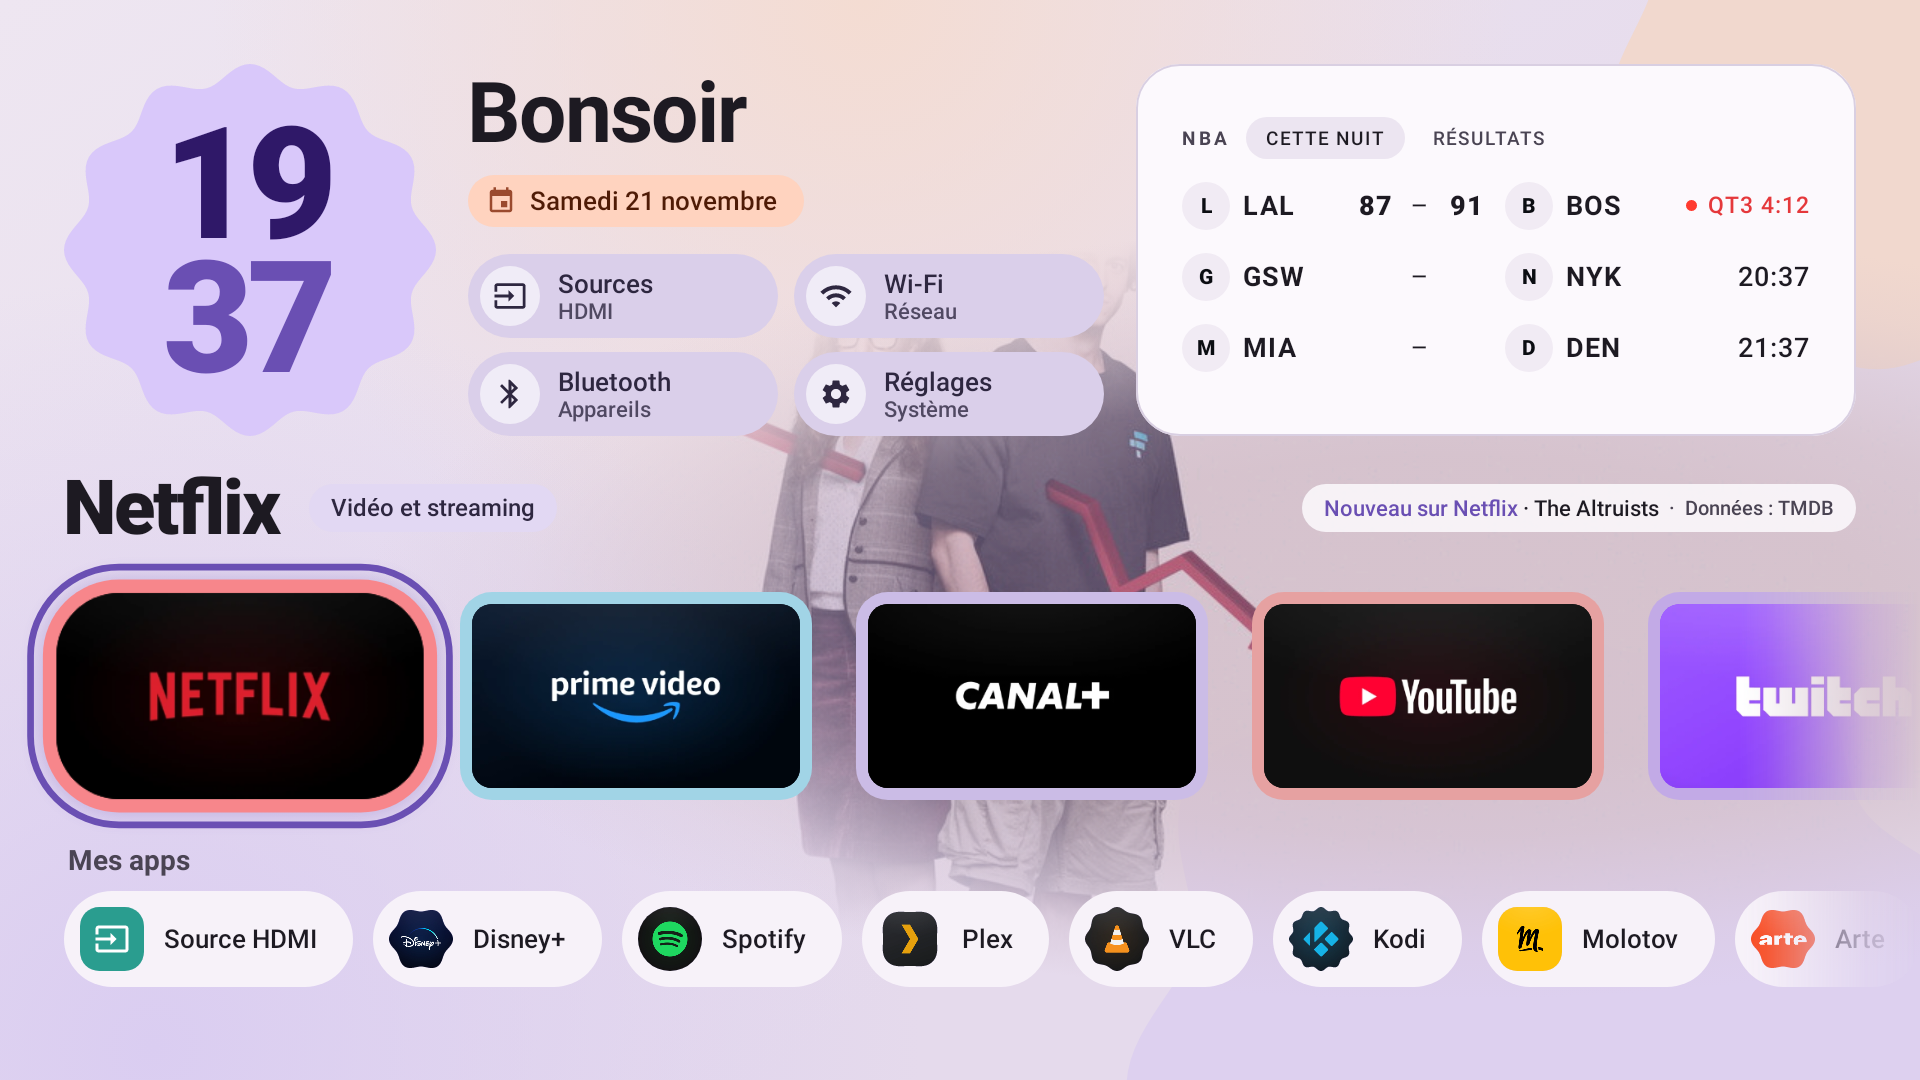 19
37
Bonsoir
Samedi 21 novembre
Sources
HDMI
Wi-Fi
Réseau
Bluetooth
Appareils
Réglages
Système
NBA CETTE NUIT RÉSULTATS
L LAL 87 – 91 B BOS QT3 4:12
G GSW – N NYK 20:37
M MIA – D DEN 21:37
Netflix
Vidéo et streaming
Nouveau sur Netflix · The Altruists · Données : TMDB
NETFLIX
prime video
CANAL+
YouTube
twitch
Mes apps
Source HDMI
Disney+
Disney+
Spotify
Plex
VLC
Kodi
M
Molotov
arte
Arte